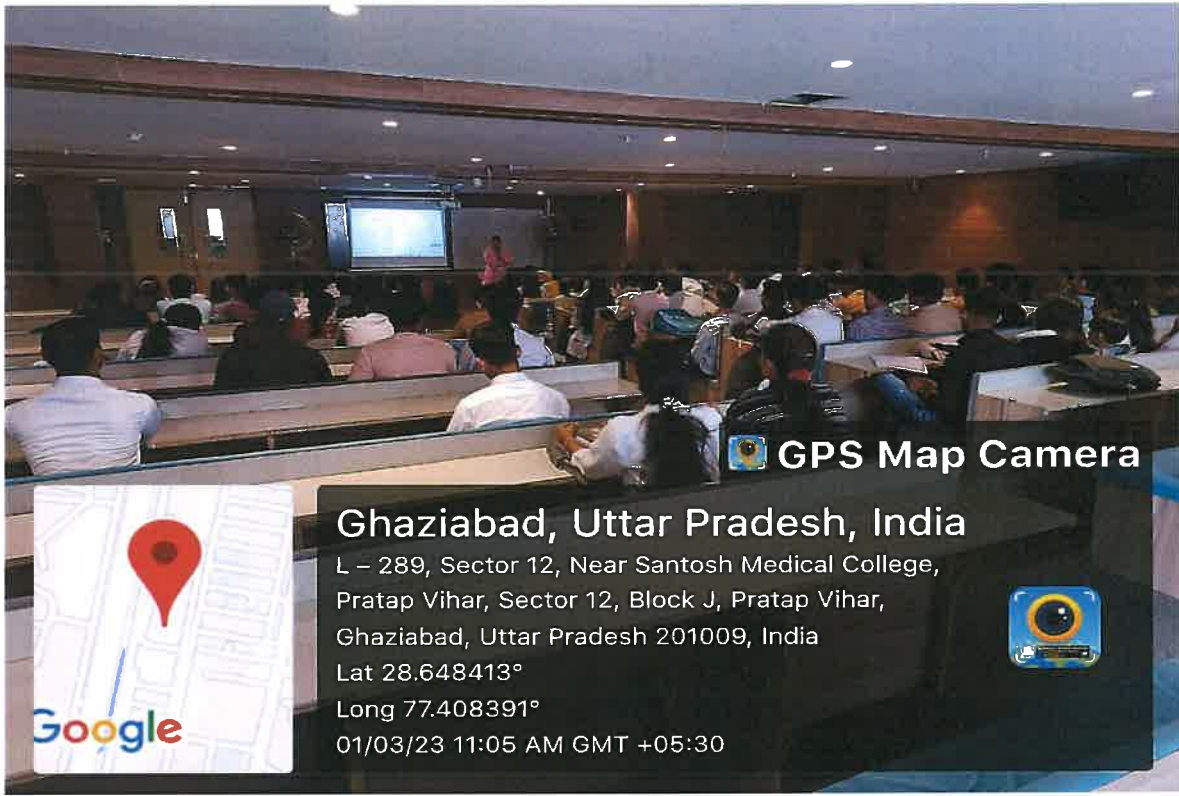 GPS Map Camera
Ghaziabad, Uttar Pradesh, India
L – 289, Sector 12, Near Santosh Medical College,
Pratap Vihar, Sector 12, Block J, Pratap Vihar,
Ghaziabad, Uttar Pradesh 201009, India
Lat 28.648413°
Long 77.408391°
01/03/23 11:05 AM GMT +05:30
Google